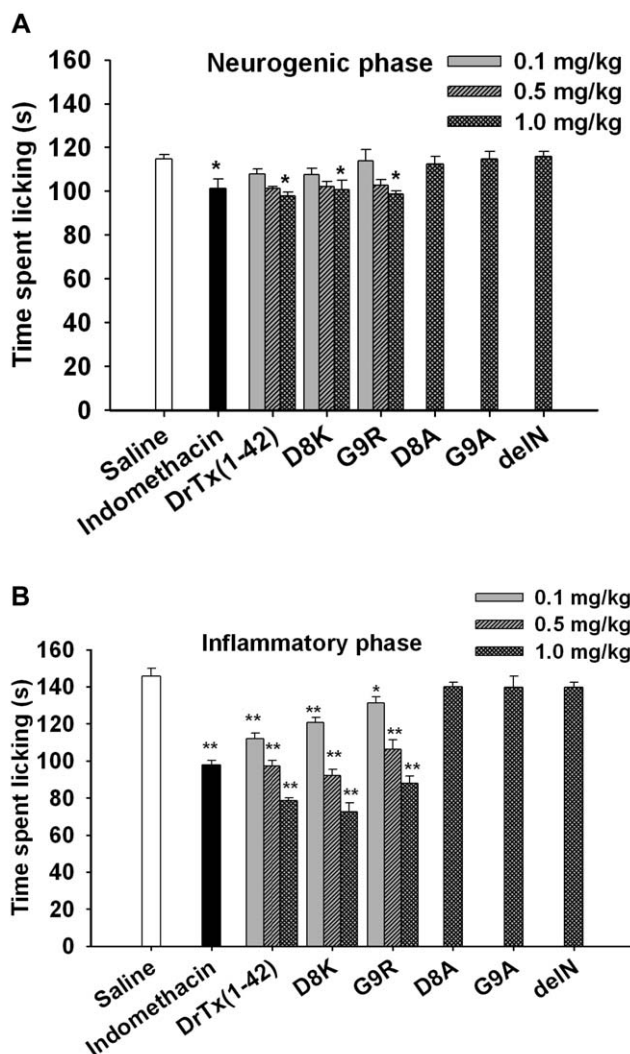 A
Neurogenic phase
0.1 mg/kg
0.5 mg/kg
1.0 mg/kg
Time spent licking (s)
160
140
120
100
80
60
40
20
0
*
*
*
*
Saline
Indomethacin
DrTx(1-42)
D8K
G9R
D8A
G9A
delN
B
Inflammatory phase
0.1 mg/kg
0.5 mg/kg
1.0 mg/kg
Time spent licking (s)
160
140
120
100
80
60
40
20
0
**
**
**
**
**
**
**
*
**
**
Saline
Indomethacin
DrTx(1-42)
D8K
G9R
D8A
G9A
delN